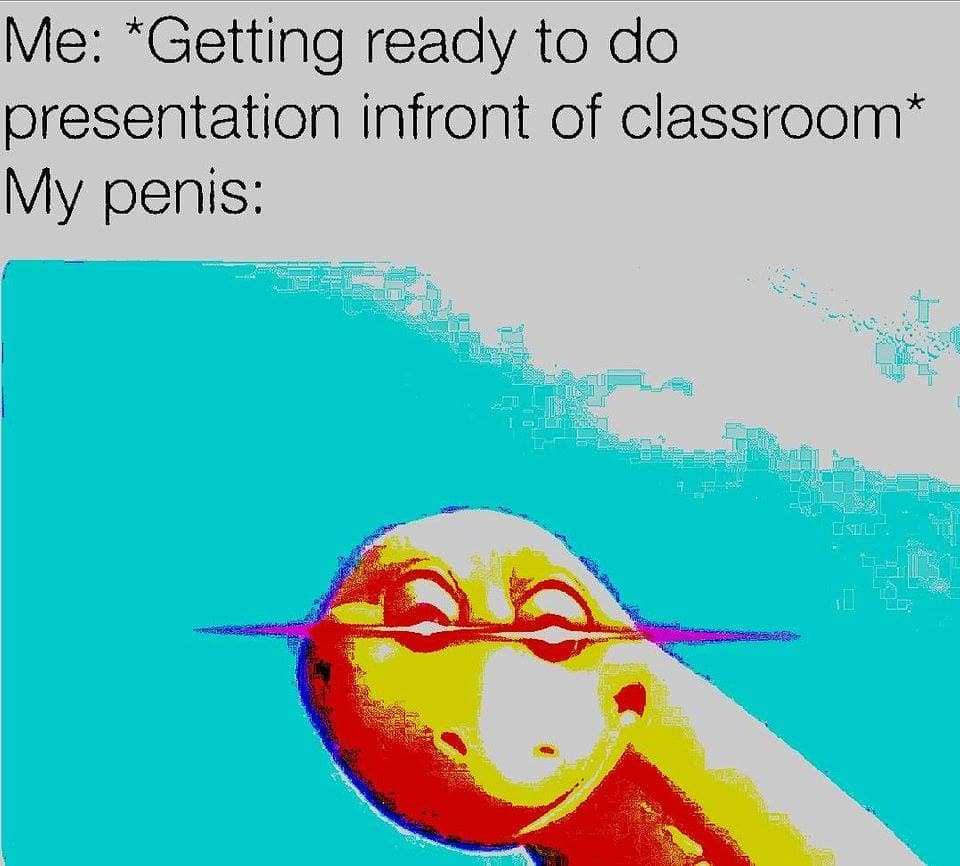 Me: *Getting ready to do
presentation infront of classroom*
My penis: